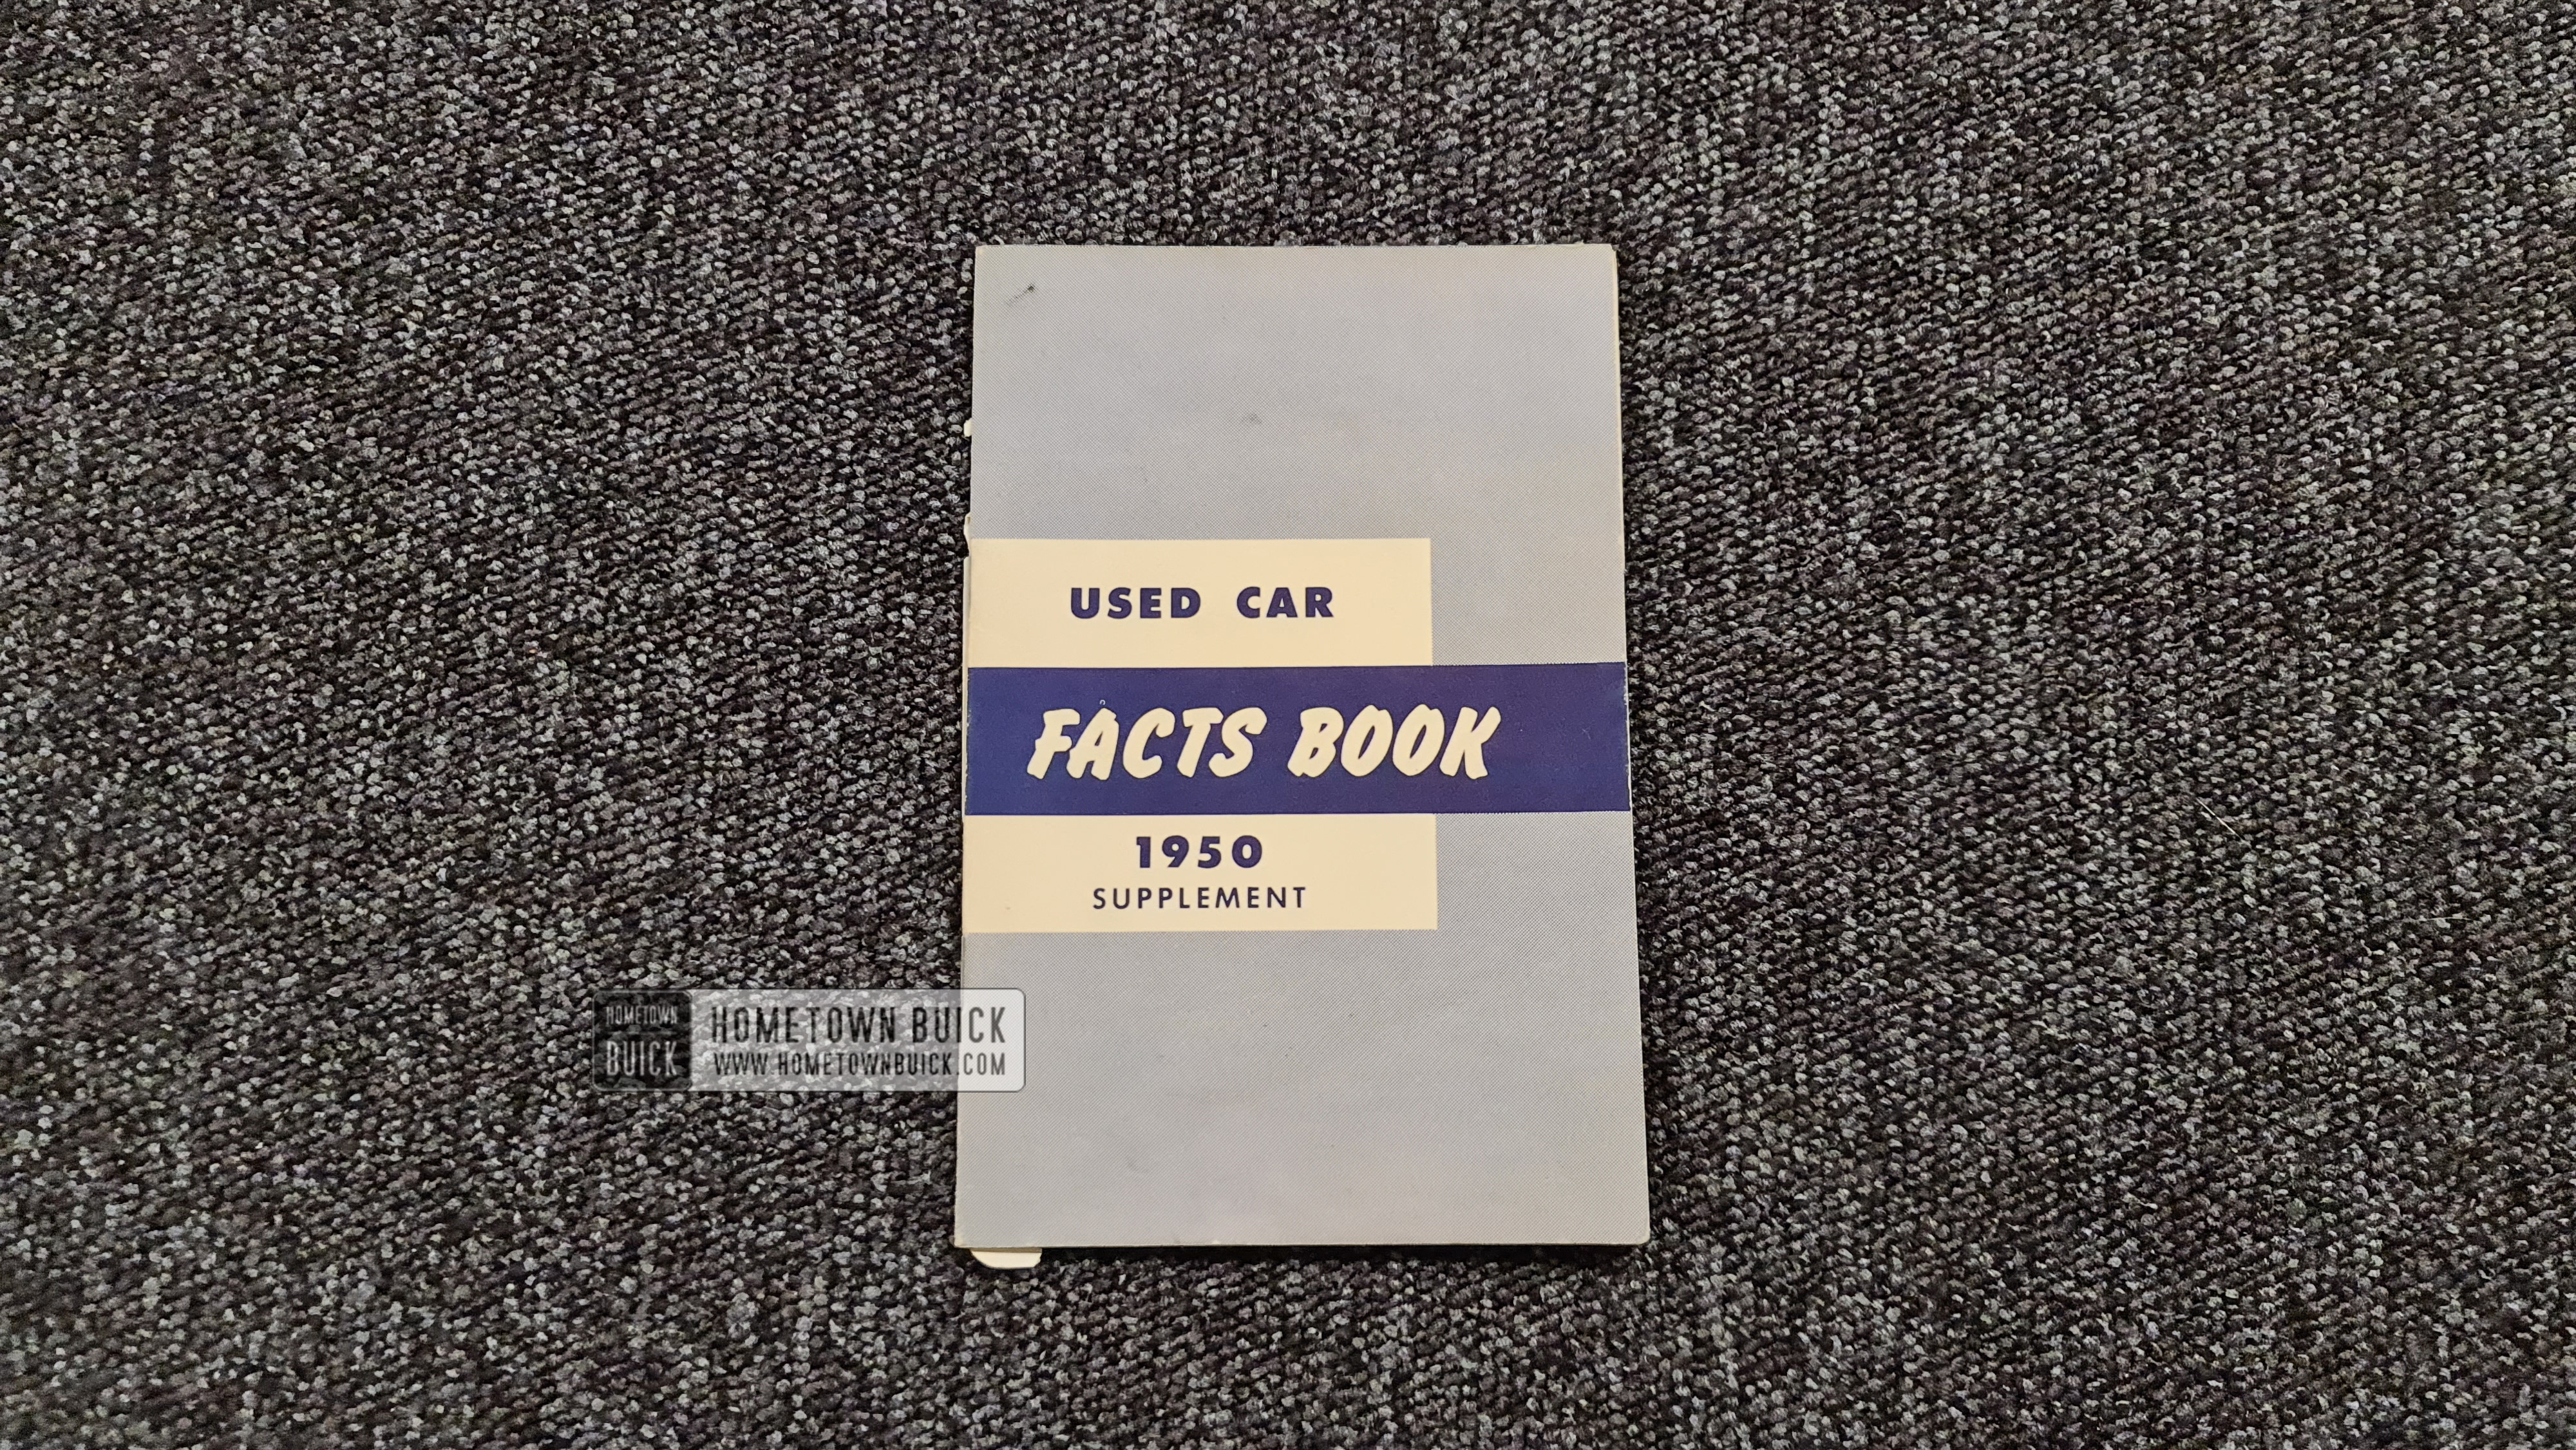 USED CAR
FACTS BOOK
1950
SUPPLEMENT
HOMETOWN
BUICK
HOMETOWN BUICK
WWW.HOMETOWNBUICK.COM